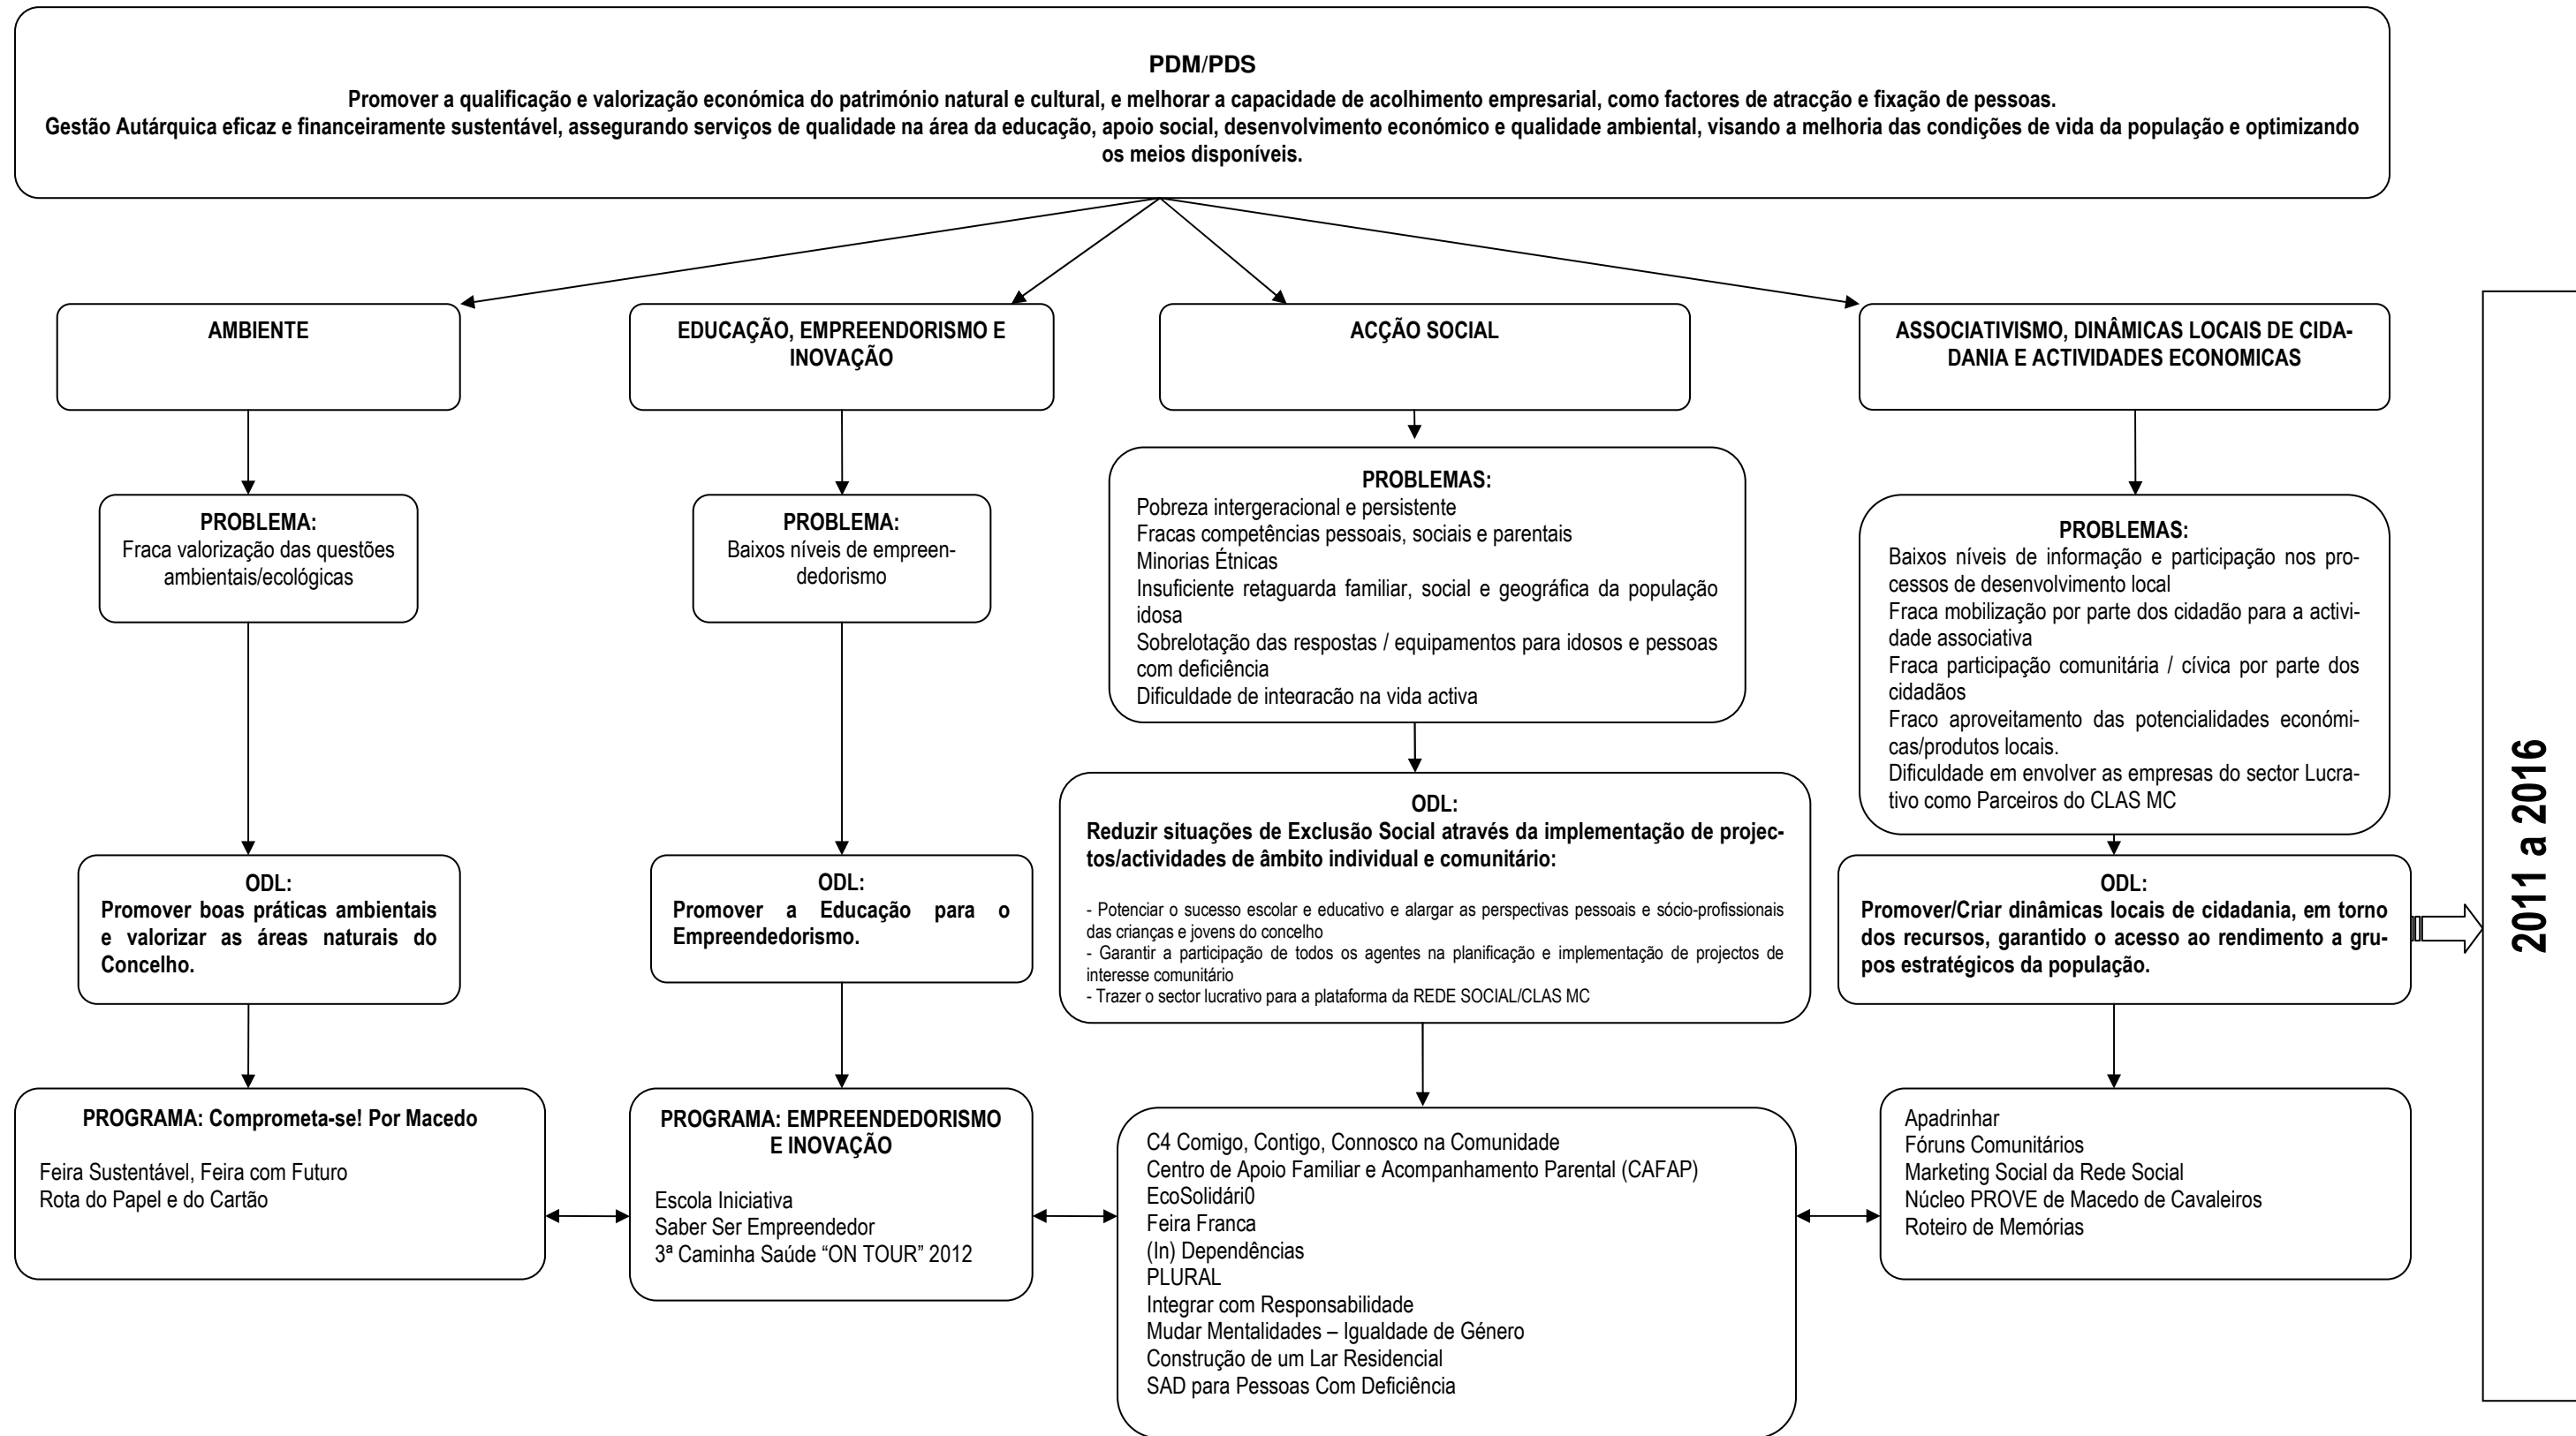 PDM/PDS
Promover a qualificação e valorização económica do património natural e cultural, e melhorar a capacidade de acolhimento empresarial, como factores de atracção e fixação de pessoas.
Gestão Autárquica eficaz e financeiramente sustentável, assegurando serviços de qualidade na área da educação, apoio social, desenvolvimento económico e qualidade ambiental, visando a melhoria das condições de vida da população e optimizando
os meios disponíveis.
AMBIENTE
EDUCAÇÃO, EMPREENDORISMO E
INOVAÇÃO
ACÇÃO SOCIAL
ASSOCIATIVISMO, DINÂMICAS LOCAIS DE CIDA-
DANIA E ACTIVIDADES ECONOMICAS
PROBLEMA:
Fraca valorização das questões
ambientais/ecológicas
PROBLEMA:
Baixos níveis de empreen-
dedorismo
PROBLEMAS:
Pobreza intergeracional e persistente
Fracas competências pessoais, sociais e parentais
Minorias Étnicas
Insuficiente retaguarda familiar, social e geográfica da população
idosa
Sobrelotação das respostas / equipamentos para idosos e pessoas
com deficiência
Dificuldade de integração na vida activa
PROBLEMAS:
Baixos níveis de informação e participação nos pro-
cessos de desenvolvimento local
Fraca mobilização por parte dos cidadão para a activi-
dade associativa
Fraca participação comunitária / cívica por parte dos
cidadãos
Fraco aproveitamento das potencialidades económi-
cas/produtos locais.
Dificuldade em envolver as empresas do sector Lucra-
tivo como Parceiros do CLAS MC
ODL:
Promover boas práticas ambientais
e valorizar as áreas naturais do
Concelho.
ODL:
Promover a Educação para o
Empreendedorismo.
ODL:
Reduzir situações de Exclusão Social através da implementação de projec-
tos/actividades de âmbito individual e comunitário:
- Potenciar o sucesso escolar e educativo e alargar as perspectivas pessoais e sócio-profissionais
das crianças e jovens do concelho
- Garantir a participação de todos os agentes na planificação e implementação de projectos de
interesse comunitário
- Trazer o sector lucrativo para a plataforma da REDE SOCIAL/CLAS MC
ODL:
Promover/Criar dinâmicas locais de cidadania, em torno
dos recursos, garantido o acesso ao rendimento a gru-
pos estratégicos da população.
2011 a 2016
PROGRAMA: Comprometa-se! Por Macedo
Feira Sustentável, Feira com Futuro
Rota do Papel e do Cartão
PROGRAMA: EMPREENDEDORISMO
E INOVAÇÃO
Escola Iniciativa
Saber Ser Empreendedor
3ª Caminha Saúde “ON TOUR” 2012
C4 Comigo, Contigo, Connosco na Comunidade
Centro de Apoio Familiar e Acompanhamento Parental (CAFAP)
EcoSolidári0
Feira Franca
(In) Dependências
PLURAL
Integrar com Responsabilidade
Mudar Mentalidades – Igualdade de Género
Construção de um Lar Residencial
SAD para Pessoas Com Deficiência
Apadrinhar
Fóruns Comunitários
Marketing Social da Rede Social
Núcleo PROVE de Macedo de Cavaleiros
Roteiro de Memórias